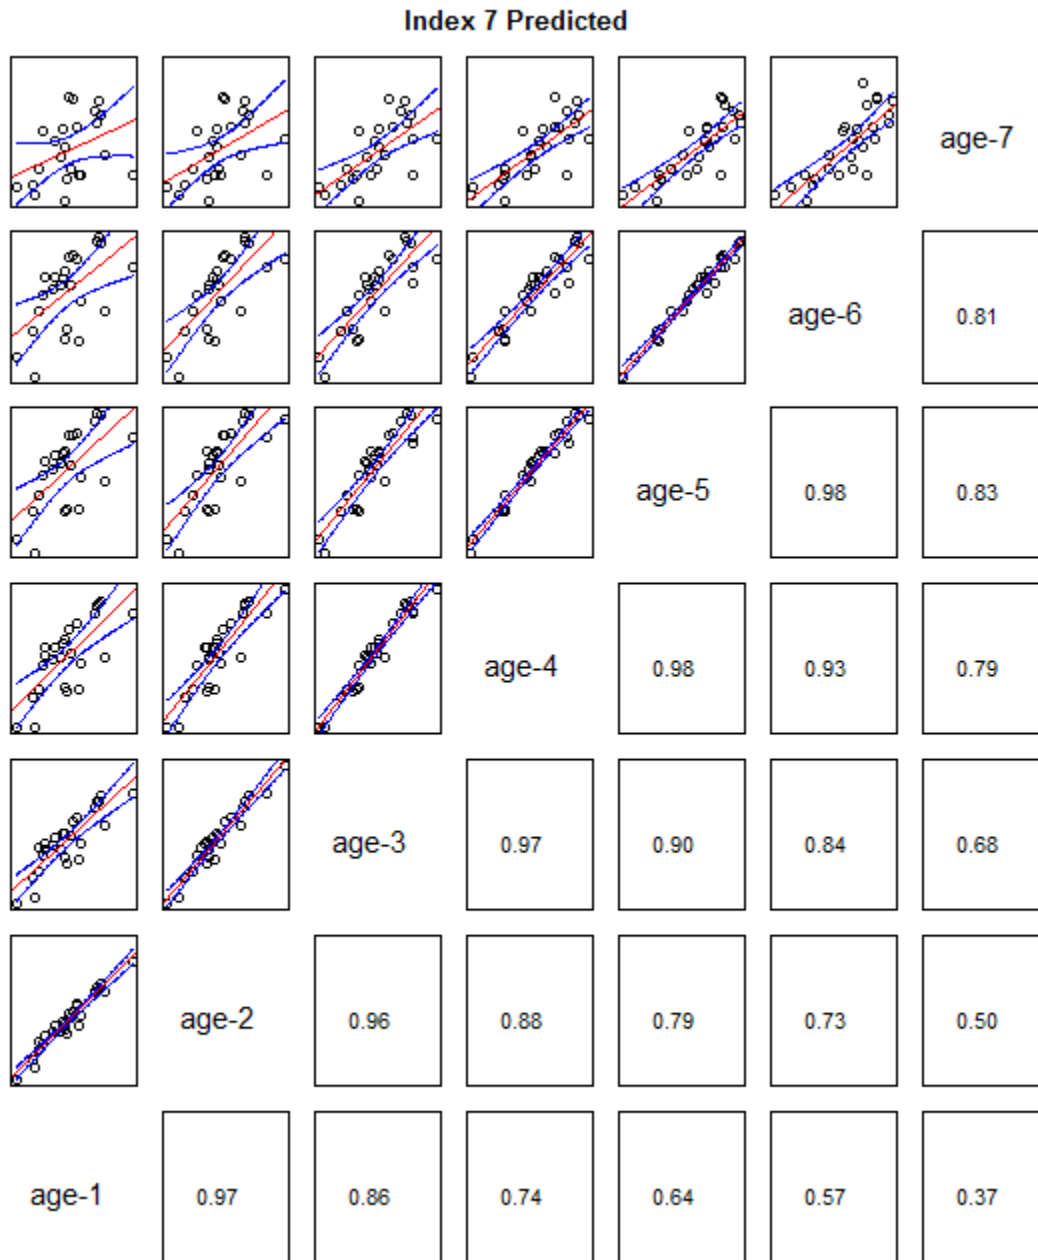 Index 7 Predicted
age-7
age-6 0.81
age-5 0.98 0.83
age-4 0.98 0.93 0.79
age-3 0.97 0.90 0.84 0.68
age-2 0.96 0.88 0.79 0.73 0.50
age-1 0.97 0.86 0.74 0.64 0.57 0.37